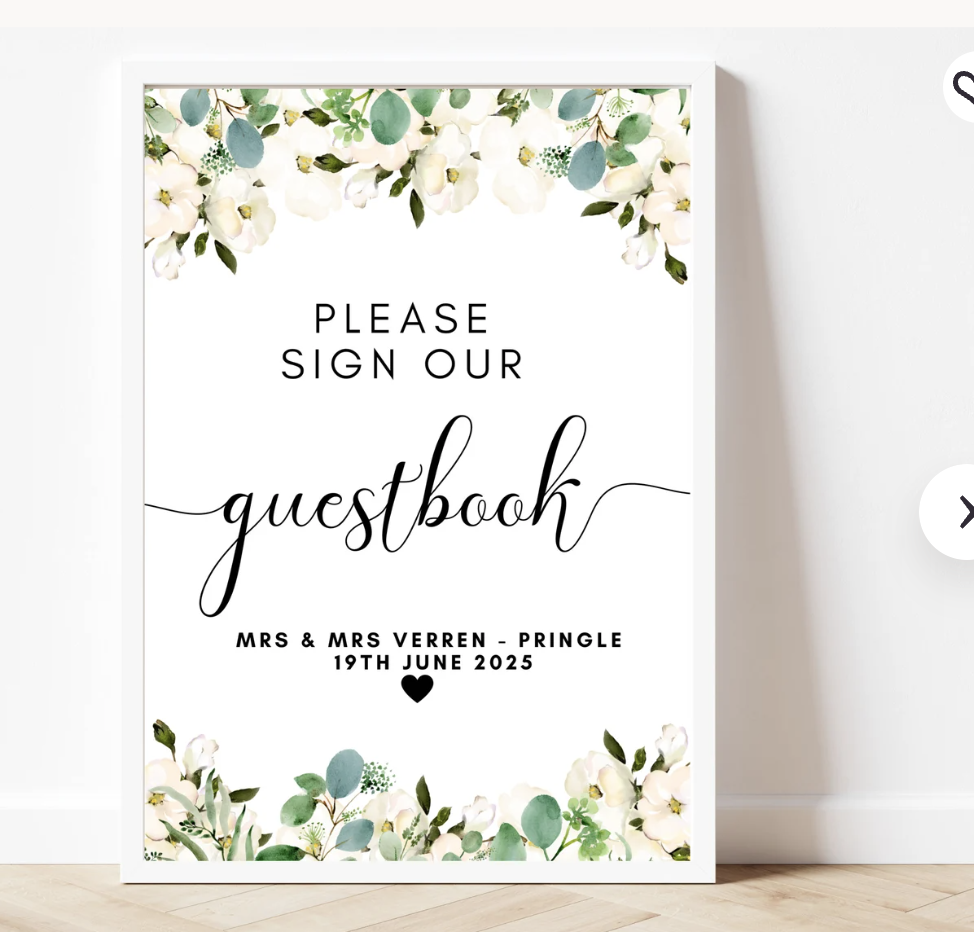 PLEASE
SIGN OUR
guestbook
MRS & MRS VERREN - PRINGLE
19TH JUNE 2025